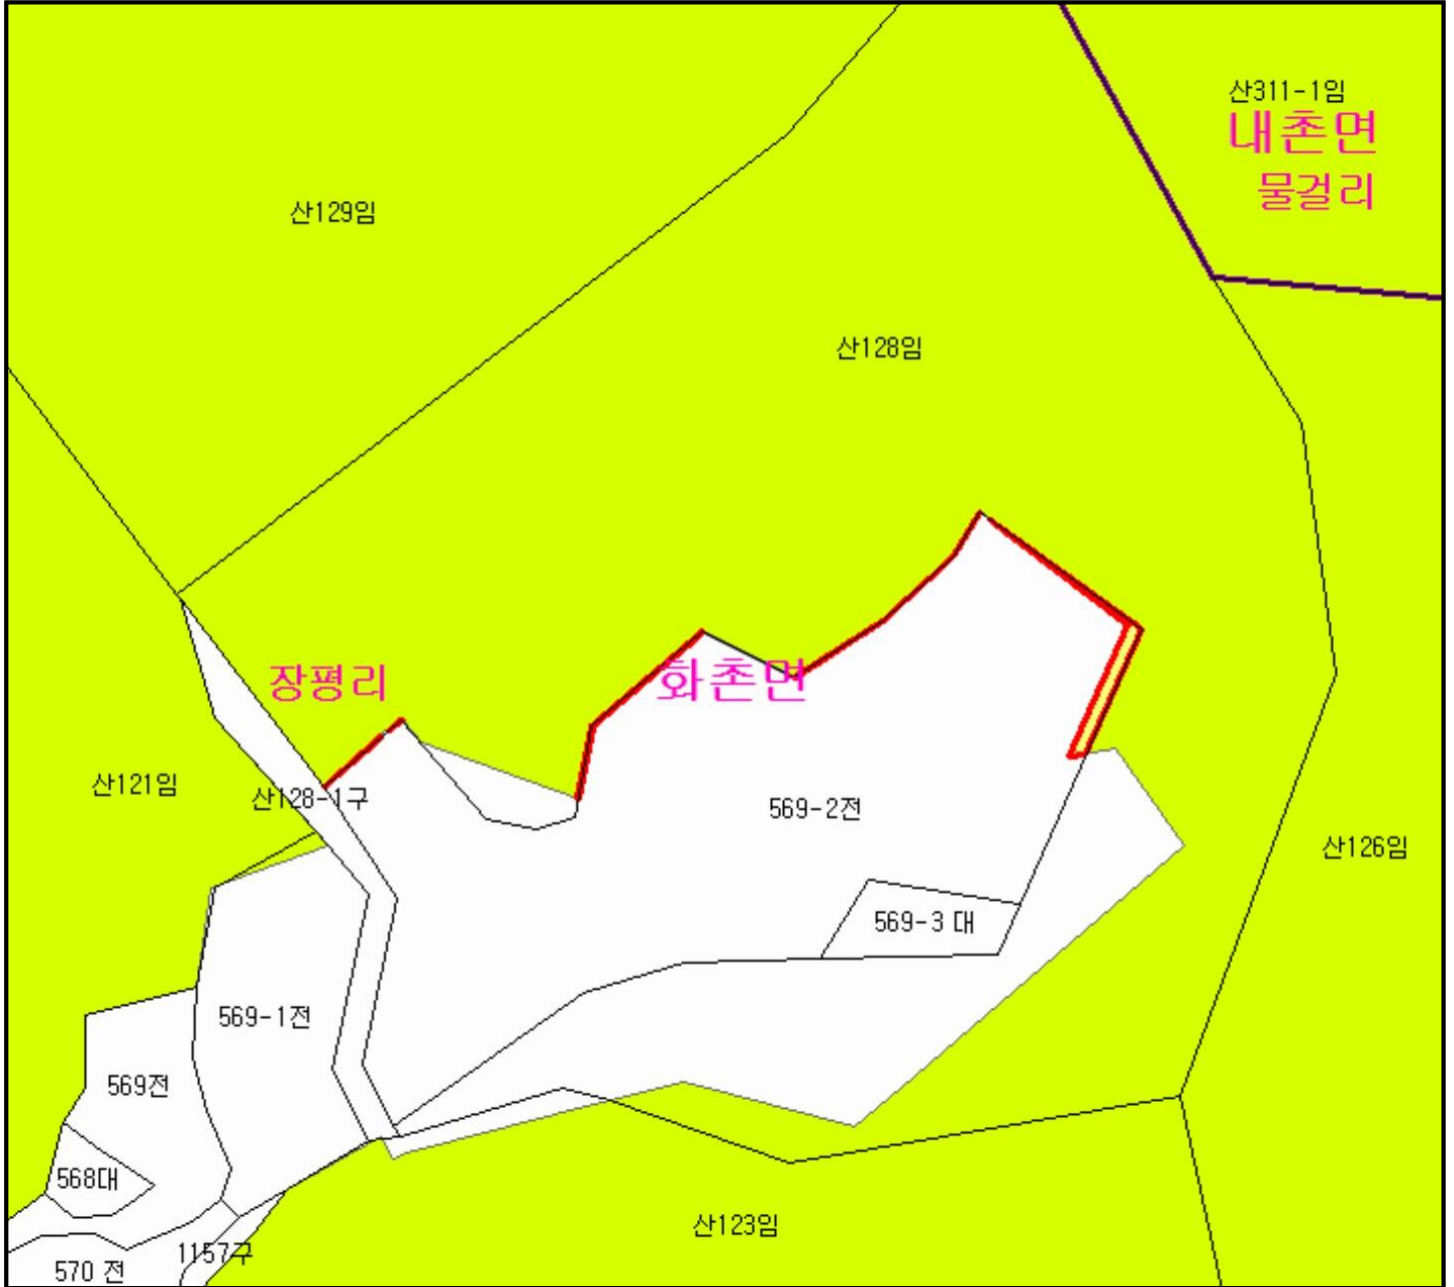 산311-1임
내촌면
물걸리
산129임
산128임
장평리
화촌면
산121임
산128-1구
569-2전
산126임
569-3 대
569-1전
569전
568대
산123임
1157구
570 전